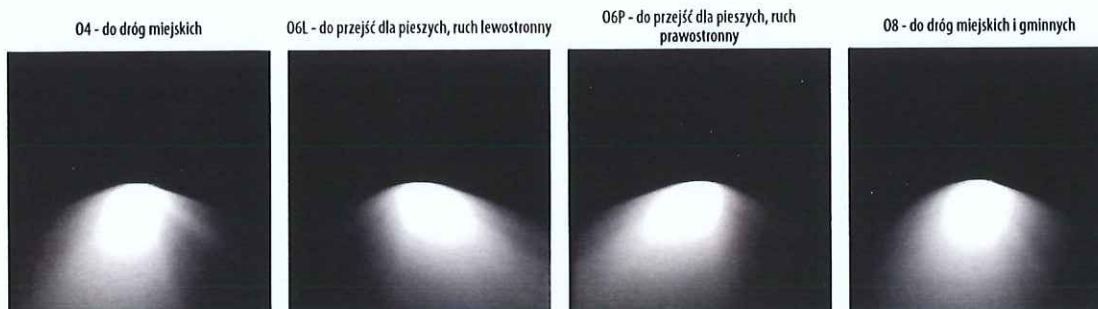 O4 - do dróg miejskich
O6L - do przejść dla pieszych, ruch lewostronny
O6P - do przejść dla pieszych, ruch
prawostronny
O8 - do dróg miejskich i gminnych